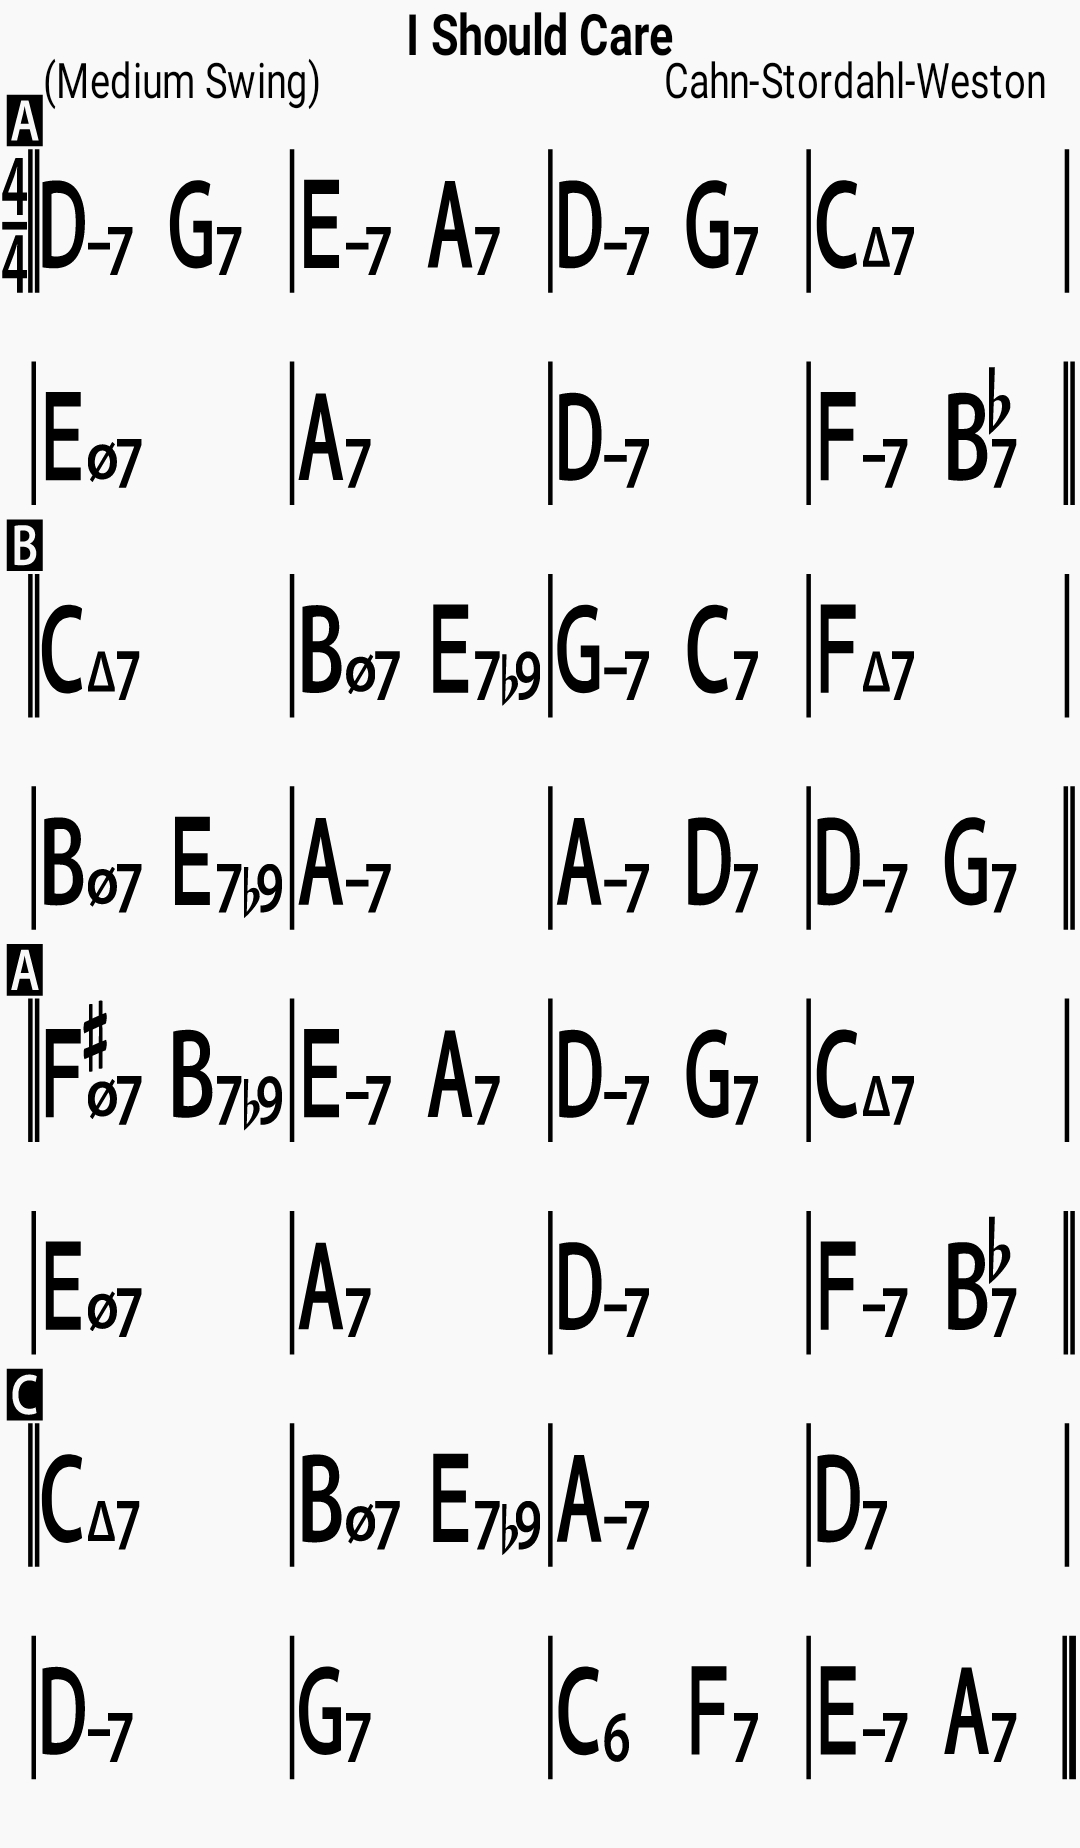 I Should Care
(Medium Swing) Cahn-Stordahl-Weston
A
4/4 D–7 G7 | E–7 A7 | D–7 G7 | CΔ7 |
| Eø7 | A7 | D–7 | F–7 B♭7 ||
B
|| CΔ7 | Bø7 E7♭9 | G–7 C7 | FΔ7 |
| Bø7 E7♭9 | A–7 | A–7 D7 | D–7 G7 ||
A
|| F♯ø7 B7♭9 | E–7 A7 | D–7 G7 | CΔ7 |
| Eø7 | A7 | D–7 | F–7 B♭7 ||
C
|| CΔ7 | Bø7 E7♭9 | A–7 | D7 |
| D–7 | G7 | C6 F7 | E–7 A7 ||